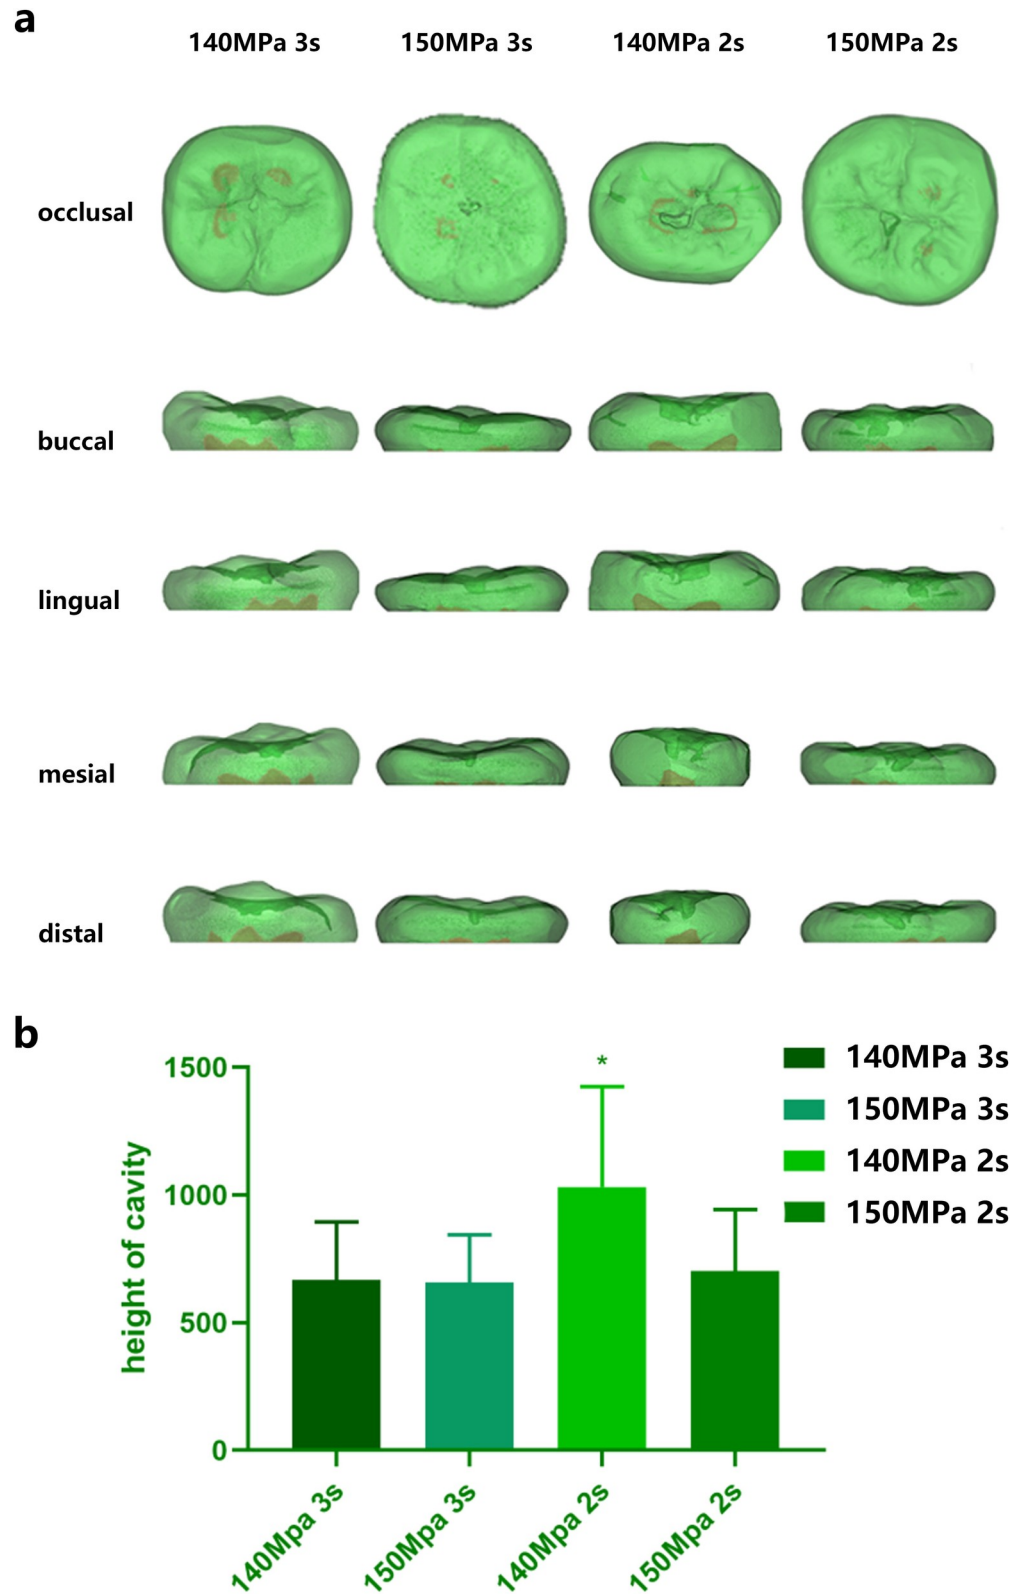 a
140MPa 3s
150MPa 3s
140MPa 2s
150MPa 2s
occlusal
buccal
lingual
mesial
distal
b
1500
1000
500
0
height of cavity
*
140MPa 3s
150MPa 3s
140MPa 2s
150MPa 2s
140Mpa 3s
150Mpa 3s
140Mpa 2s
150Mpa 2s